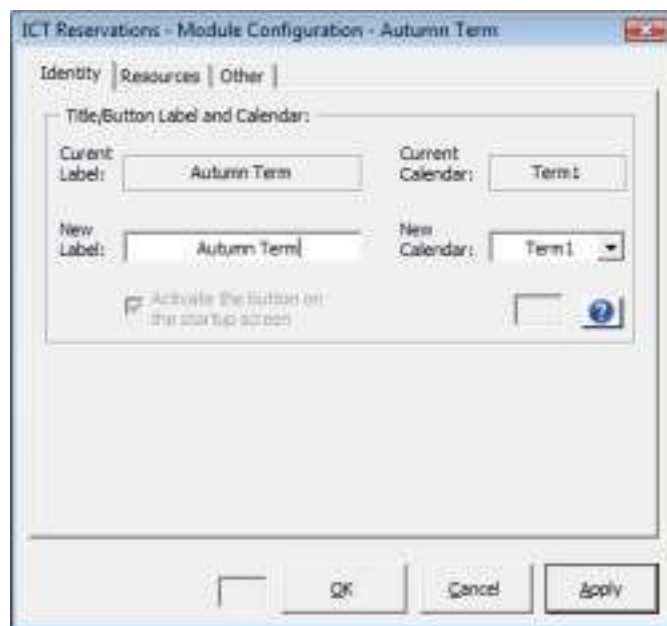 ICT Reservations - Module Configuration - Autumn Term
Identity Resources Other
Title/Button Label and Calendar:
Curent Label: Autumn Term Current Calendar: Term1
New Label: Autumn Term New Calendar: Term1
Activate the button on
the startup screen
OK Cancel Apply